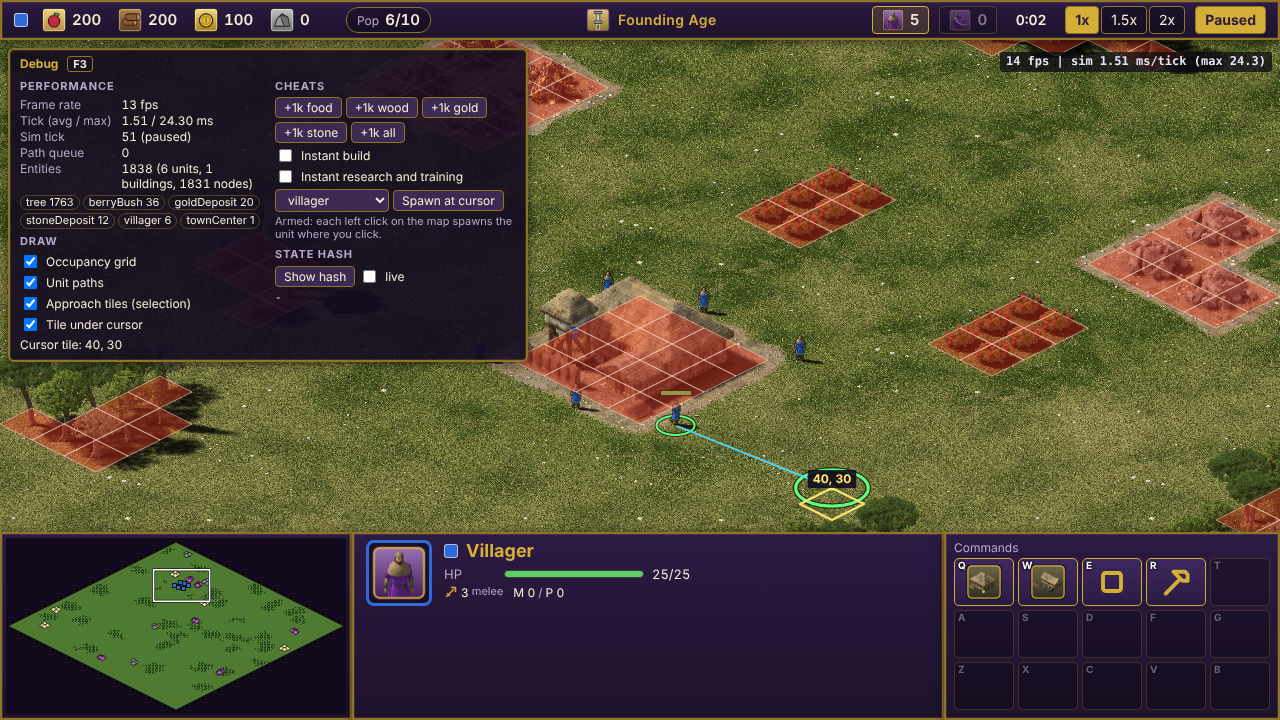 200
200
100
0
Pop 6/10
Founding Age
5
0
0:02
1x
1.5x
2x
Paused
14 fps | sim 1.51 ms/tick (max 24.3)
Debug F3
PERFORMANCE
Frame rate 13 fps
Tick (avg / max) 1.51 / 24.30 ms
Sim tick 51 (paused)
Path queue 0
Entities 1838 (6 units, 1
buildings, 1831 nodes)
tree 1763 berryBush 36 goldDeposit 20
stoneDeposit 12 villager 6 townCenter 1
DRAW
Occupancy grid
Unit paths
Approach tiles (selection)
Tile under cursor
Cursor tile: 40, 30
CHEATS
+1k food +1k wood +1k gold
+1k stone +1k all
Instant build
Instant research and training
villager Spawn at cursor
Armed: each left click on the map spawns the
unit where you click.
STATE HASH
Show hash live
-
40, 30
Villager
HP 25/25
3 melee M 0 / P 0
Commands
Q W E R T
A S D F G
Z X C V B